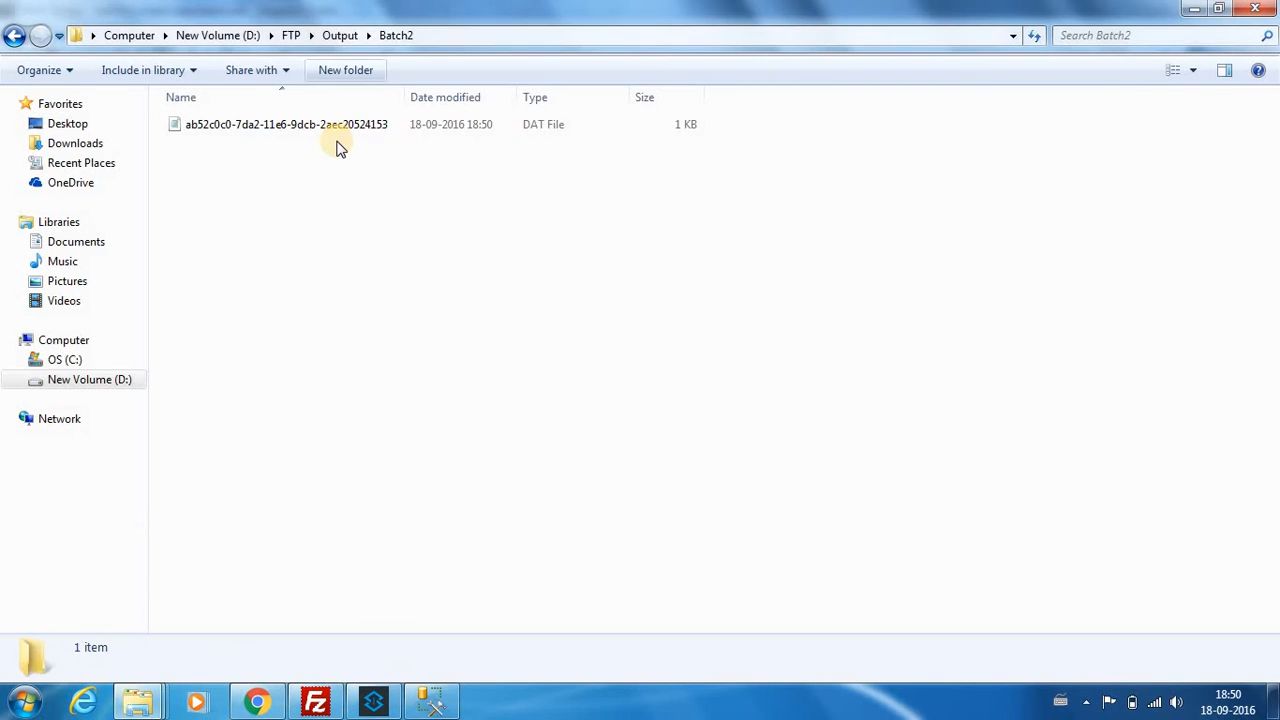 Computer New Volume (D:) FTP Output Batch2 Search Batch2
Organize Include in library Share with New folder
Name Date modified Type Size
ab52c0c0-7da2-11e6-9dcb-2aec20524153 18-09-2016 18:50 DAT File 1 KB
Favorites
Desktop
Downloads
Recent Places
OneDrive
Libraries
Documents
Music
Pictures
Videos
Computer
OS (C:)
New Volume (D:)
Network
1 item
Fz
18:50
18-09-2016